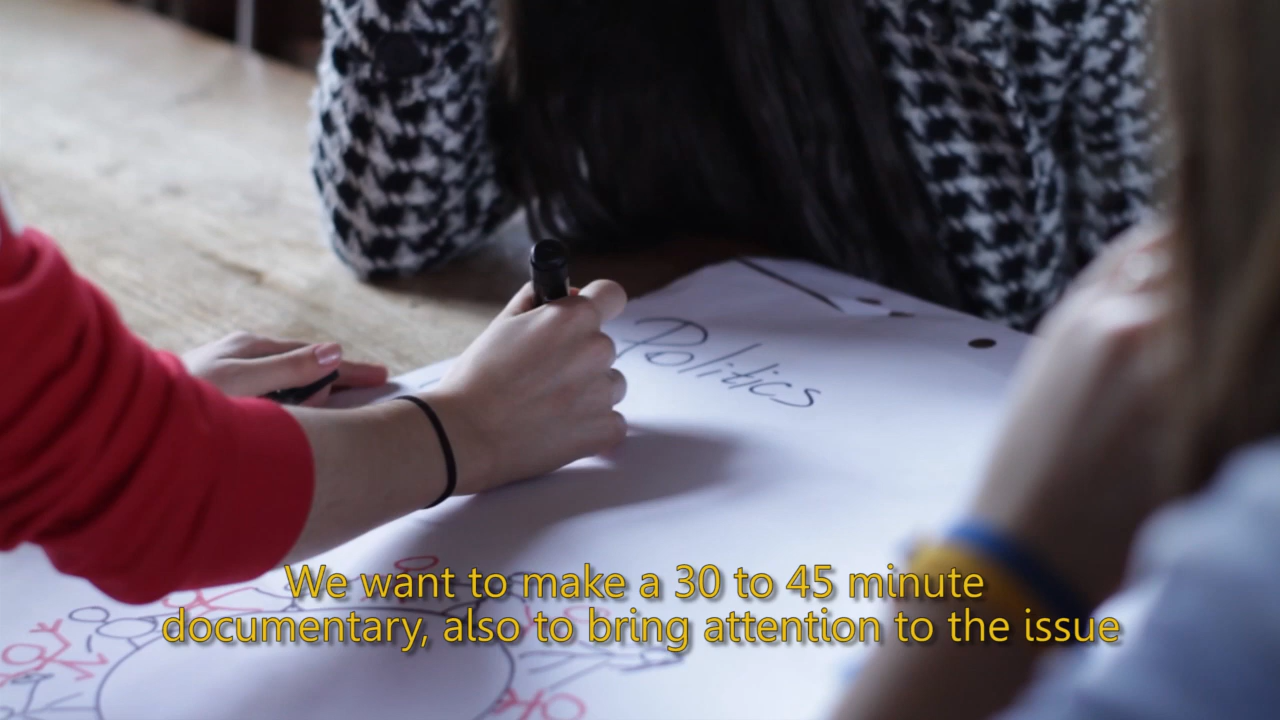 Politics
We want to make a 30 to 45 minute
documentary, also to bring attention to the issue